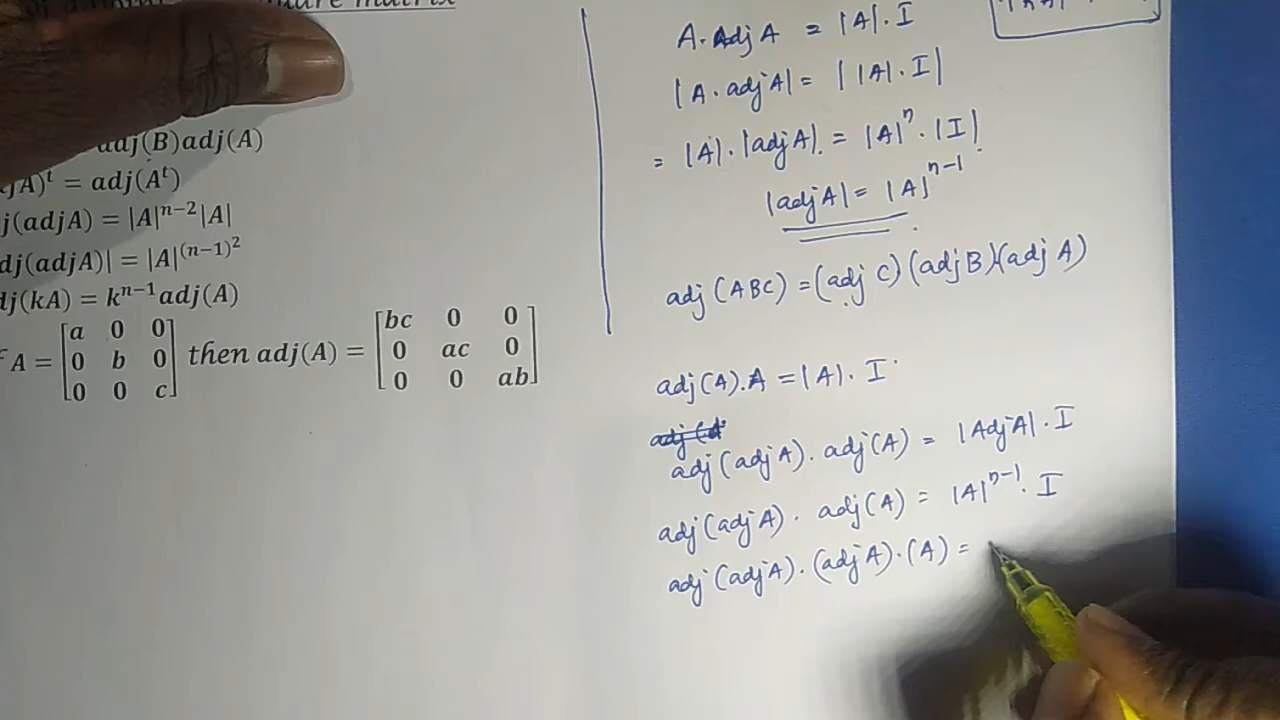 adj(B)adj(A)
jA)ᵗ = adj(Aᵗ)
j(adjA) = |A|ⁿ⁻²|A|
dj(adjA)| = |A|⁽ⁿ⁻¹⁾²
dj(kA) = kⁿ⁻¹adj(A)
A = [a 0 0; 0 b 0; 0 0 c] then adj(A) = [bc 0 0; 0 ac 0; 0 0 ab]
A. Adj A = |A|. I
|A. adj A| = | |A|. I|
= |A|. |adj A|. = |A|ⁿ. |I|
|adj A| = |A|ⁿ⁻¹
adj (ABC) = (adj C) (adj B)(adj A)
adj (A). A = |A|. I
adj (adj A). adj (A) = |Adj A|. I
adj (adj A). adj (A) = |A|ⁿ⁻¹. I
adj (adj A). (adj A). (A) =